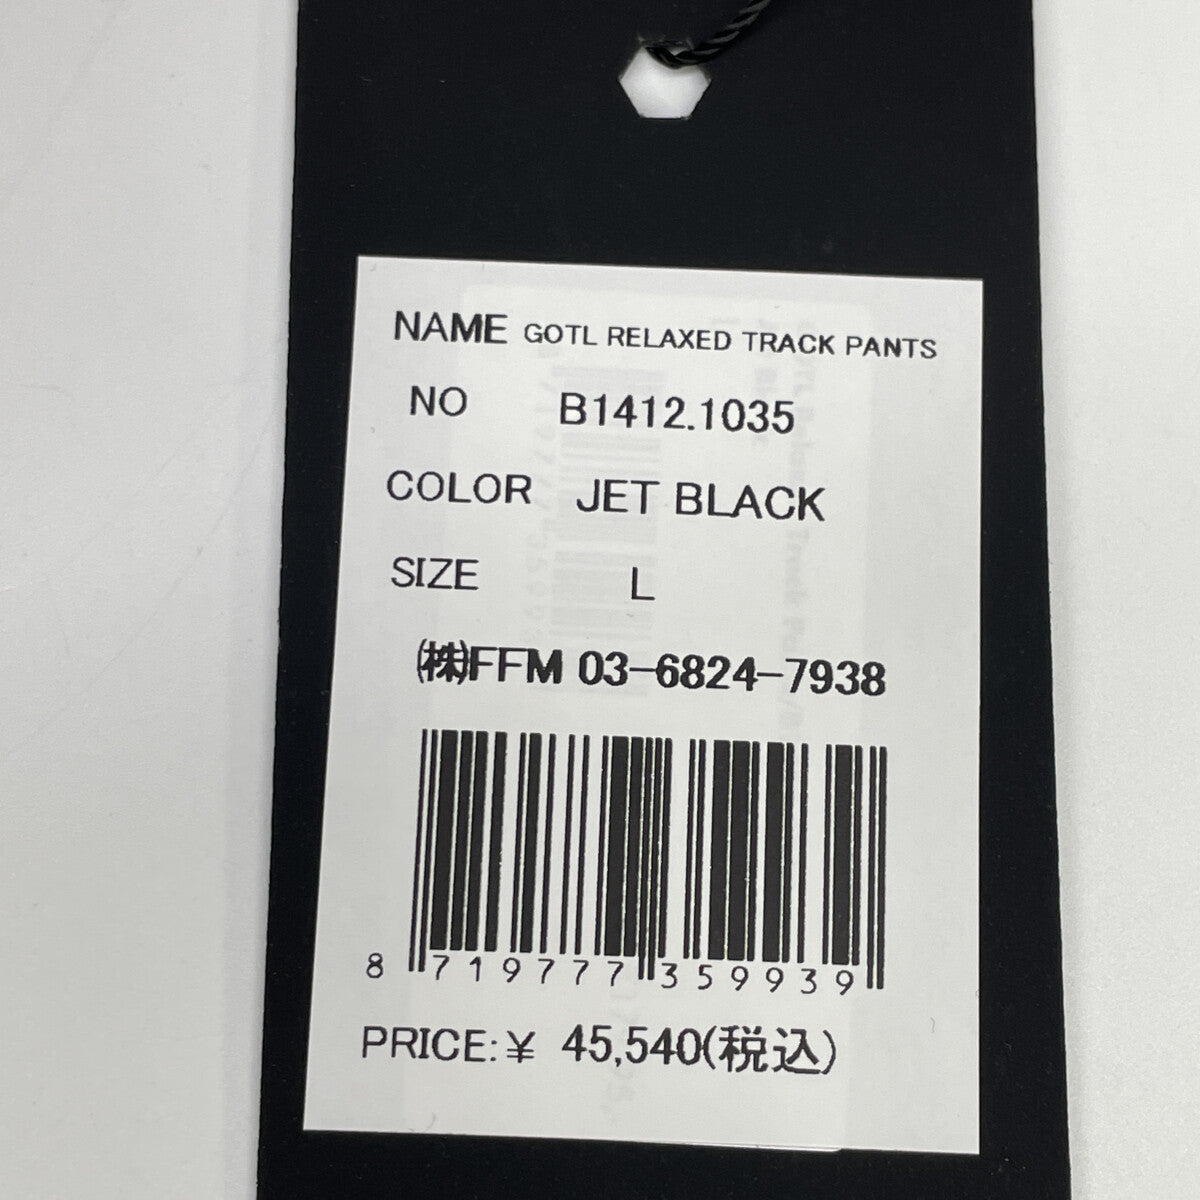 NAME GOTL RELAXED TRACK PANTS
NO B1412.1035
COLOR JET BLACK
SIZE L
㈱FFM 03-6824-7938
8 719777 359939
PRICE:¥ 45,540(税込)